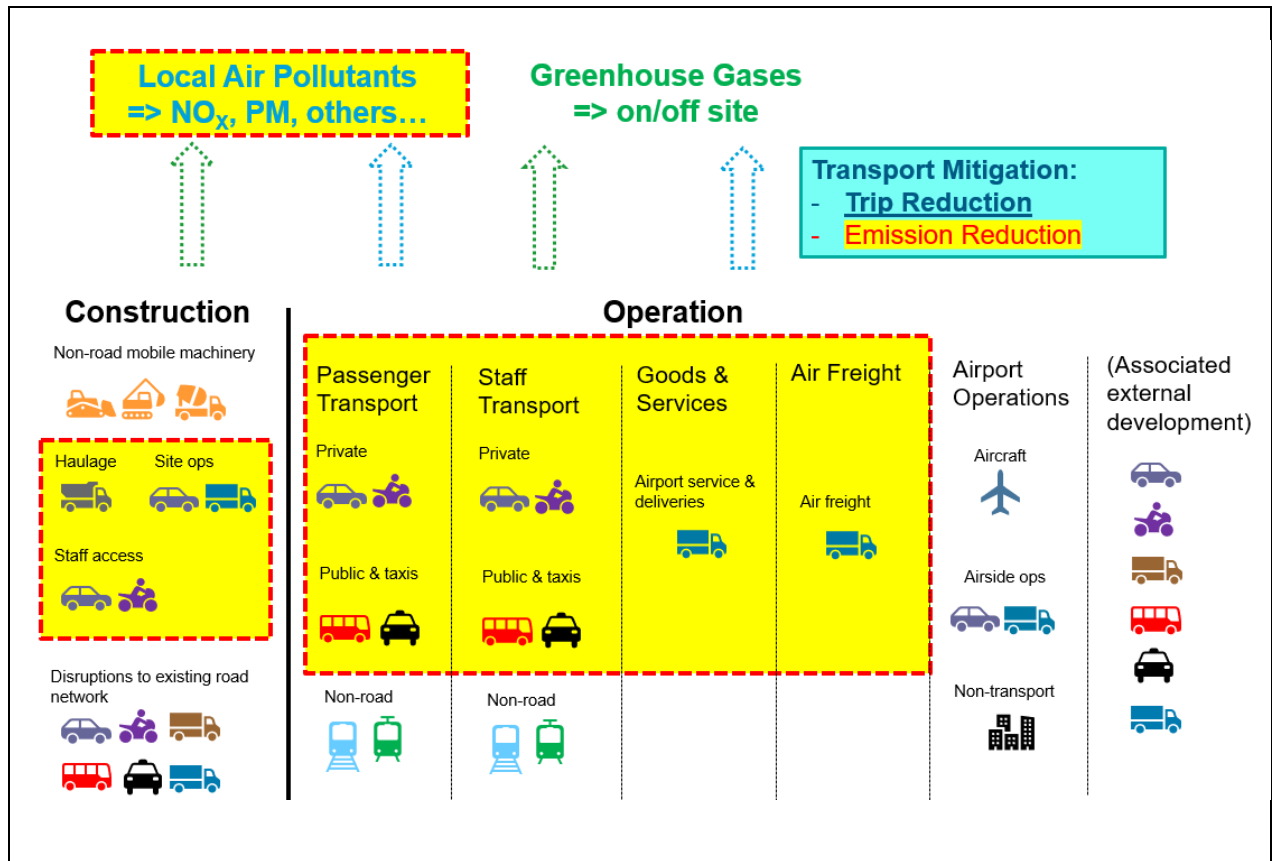 Local Air Pollutants
=> NOx, PM, others…
Greenhouse Gases
=> on/off site
Transport Mitigation:
- Trip Reduction
- Emission Reduction
Construction
Non-road mobile machinery
Haulage
Site ops
Staff access
Disruptions to existing road
network
Operation
Passenger
Transport
Private
Public & taxis
Non-road
Staff
Transport
Private
Public & taxis
Non-road
Goods &
Services
Airport service &
deliveries
Air Freight
Air freight
Airport
Operations
Aircraft
Airside ops
Non-transport
(Associated
external
development)